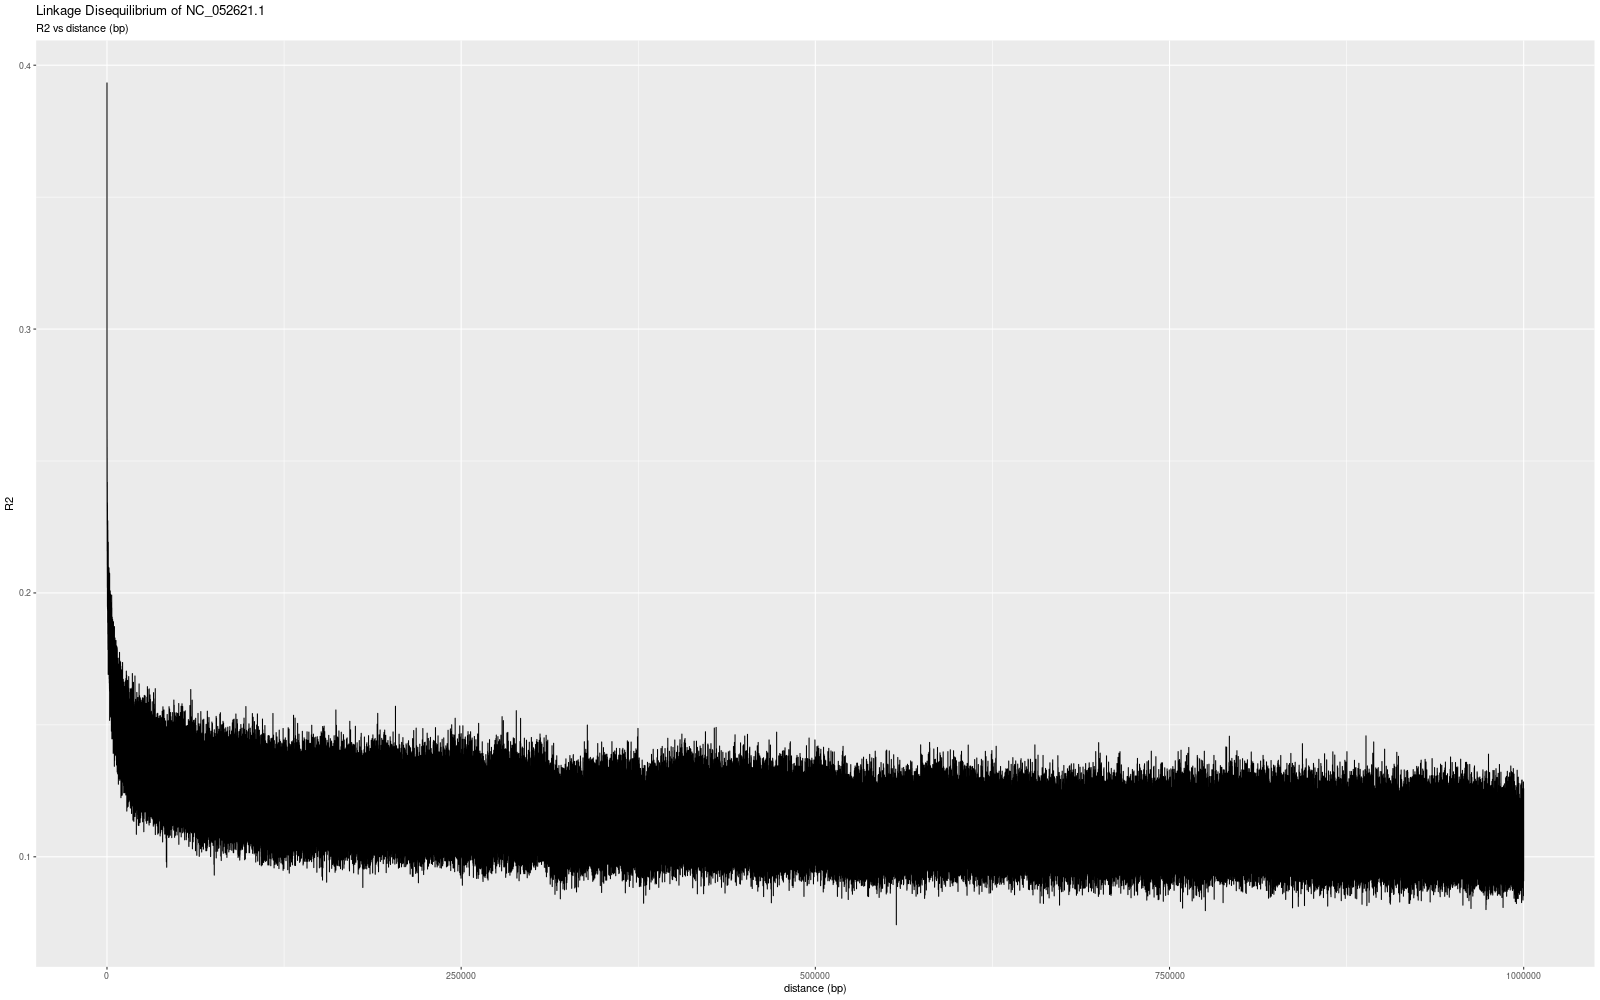 Linkage Disequilibrium of NC_052621.1
R2 vs distance (bp)
0.4
0.3
0.2
0.1
R2
0 250000 500000 750000 1000000
distance (bp)